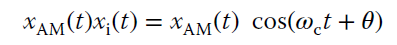 x_AM(t)x_i(t) = x_AM(t) cos(ω_c t + θ)